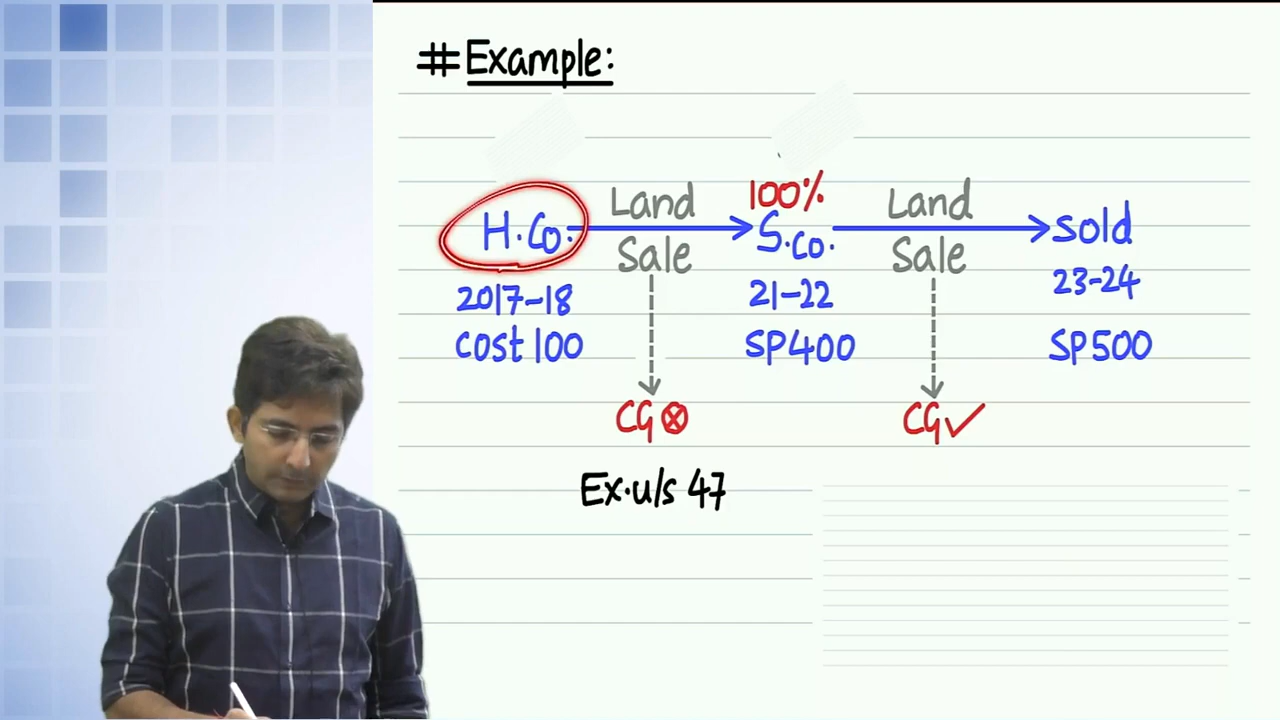 # Example:
H.Co. Land 100% Land Sold
Sale S.Co. Sale
2017-18 21-22 23-24
Cost 100 SP400 SP500
CG⊗ CG✓
Ex.u/s 47